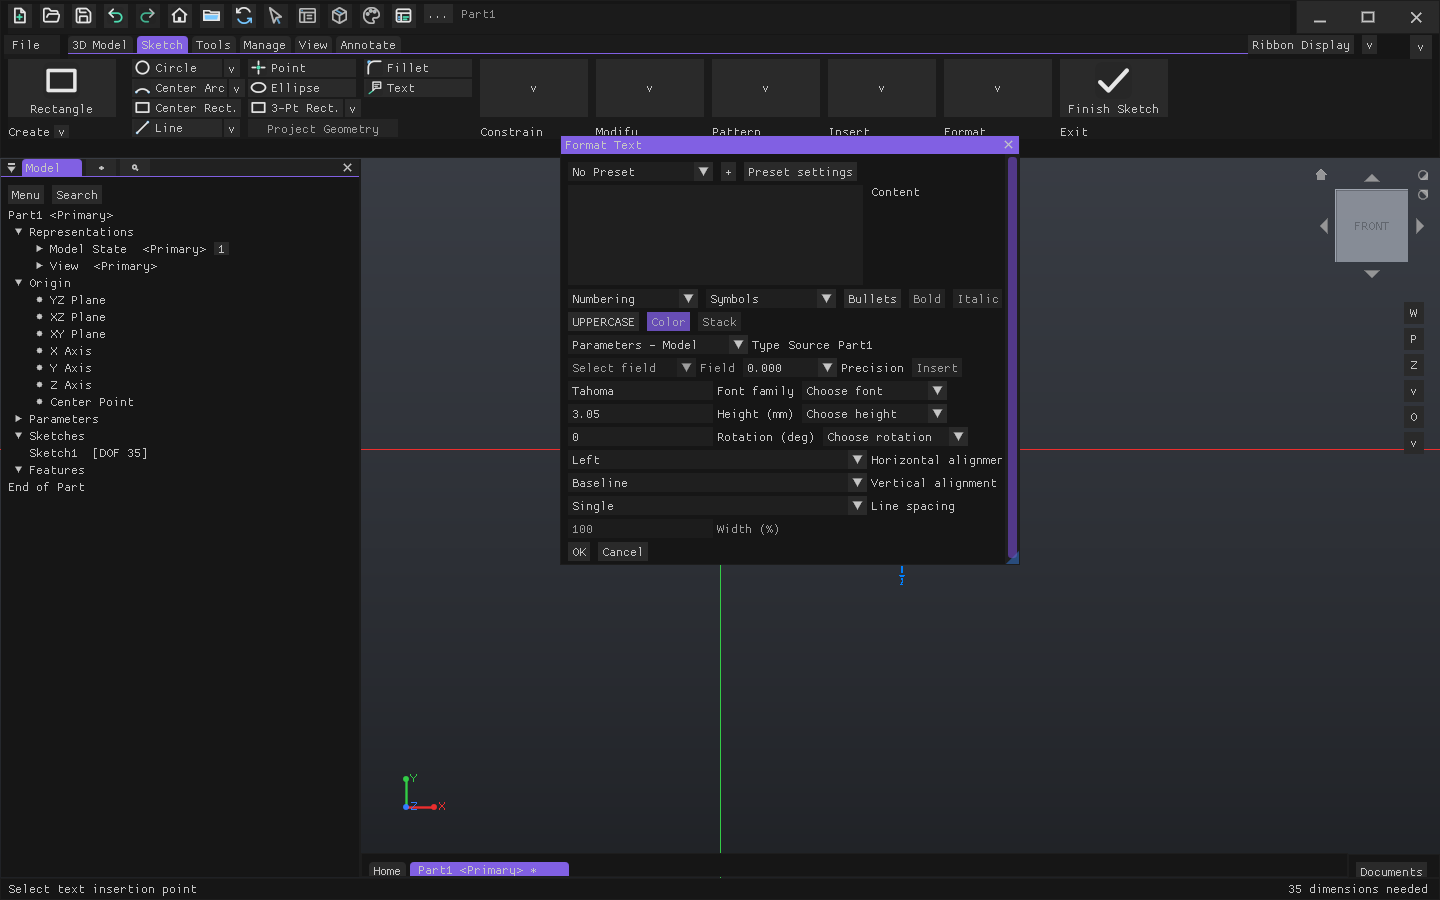 ... Part1
File 3D Model Sketch Tools Manage View Annotate Ribbon Display v v
Circle v Point Fillet
Center Arc v Ellipse Text v v v v v
Rectangle Center Rect. 3-Pt Rect. v Finish Sketch
Create v Line v Project Geometry Constrain Modify Pattern Insert Format Exit
Format Text
Model
No Preset + Preset settings
Content
Menu Search
Part1 <Primary>
Representations
Model State <Primary> 1
View <Primary>
Origin
YZ Plane
XZ Plane
XY Plane
X Axis
Y Axis
Z Axis
Center Point
Parameters
Sketches
Sketch1 [DOF 35]
Features
End of Part
Numbering Symbols Bullets Bold Italic
UPPERCASE Color Stack
Parameters - Model Type Source Part1
Select field Field 0.000 Precision Insert
Tahoma Font family Choose font
3.05 Height (mm) Choose height
0 Rotation (deg) Choose rotation
Left Horizontal alignmen
Baseline Vertical alignment
Single Line spacing
100 Width (%)
OK Cancel
FRONT
W
P
Z
v
O
v
Y
Z X
Home Part1 <Primary> * Documents
Select text insertion point 35 dimensions needed